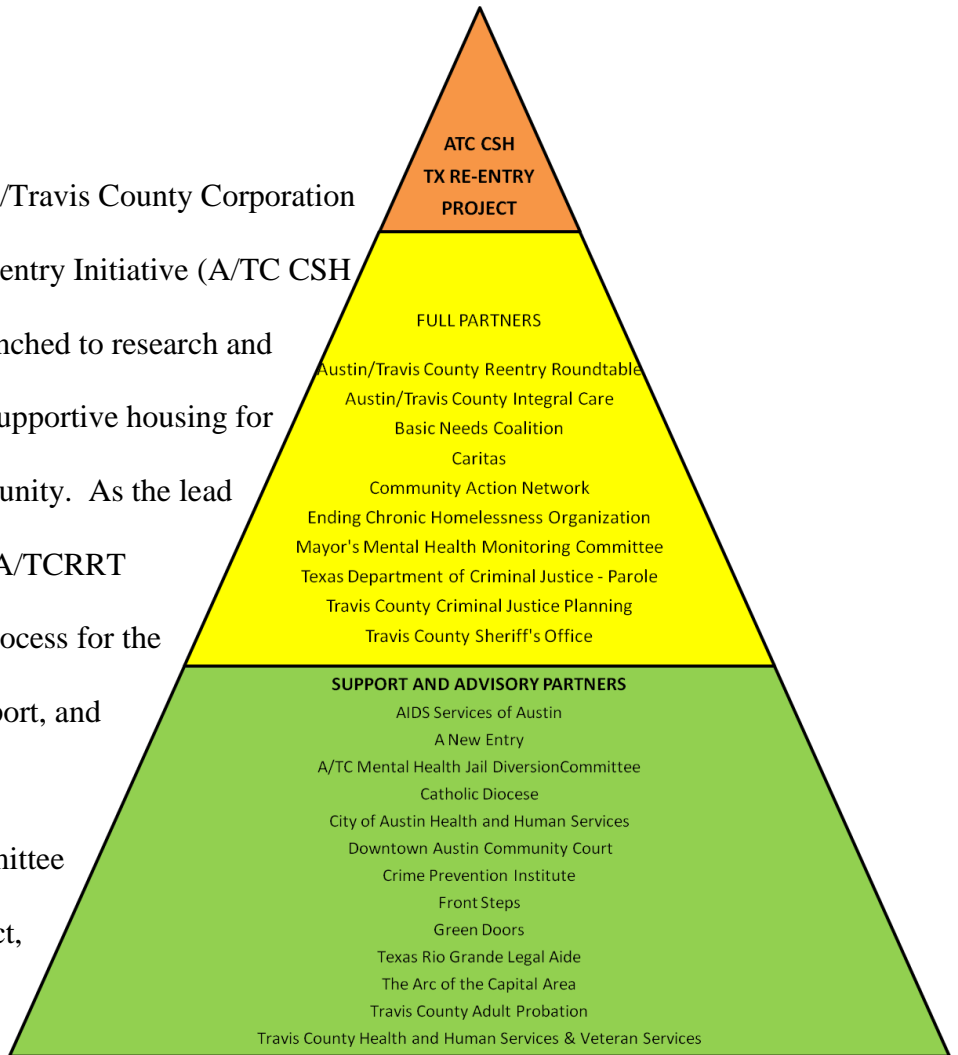 ATC CSH
TX RE-ENTRY
PROJECT
/Travis County Corporation
entry Initiative (A/TC CSH
nched to research and
upportive housing for
unity. As the lead
A/TCRRT
ocess for the
port, and
mittee
ct,
FULL PARTNERS
Austin/Travis County Reentry Roundtable
Austin/Travis County Integral Care
Basic Needs Coalition
Caritas
Community Action Network
Ending Chronic Homelessness Organization
Mayor's Mental Health Monitoring Committee
Texas Department of Criminal Justice - Parole
Travis County Criminal Justice Planning
Travis County Sheriff's Office
SUPPORT AND ADVISORY PARTNERS
AIDS Services of Austin
A New Entry
A/TC Mental Health Jail DiversionCommittee
Catholic Diocese
City of Austin Health and Human Services
Downtown Austin Community Court
Crime Prevention Institute
Front Steps
Green Doors
Texas Rio Grande Legal Aide
The Arc of the Capital Area
Travis County Adult Probation
Travis County Health and Human Services & Veteran Services